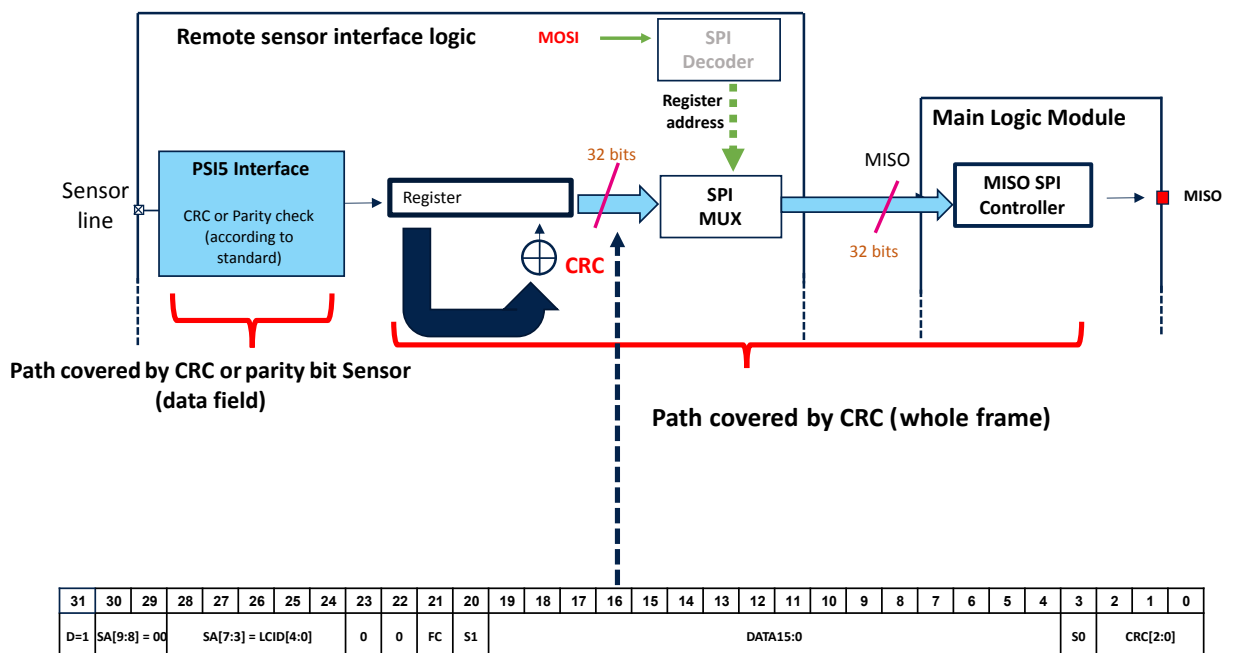 Remote sensor interface logic
MOSI
SPI
Decoder
Register
address
Main Logic Module
PSI5 Interface
CRC or Parity check
(according to
standard)
Sensor
line
Register
32 bits
CRC
SPI
MUX
MISO
32 bits
MISO SPI
Controller
MISO
Path covered by CRC or parity bit Sensor
(data field)
Path covered by CRC (whole frame)
31 30 29 28 27 26 25 24 23 22 21 20 19 18 17 16 15 14 13 12 11 10 9 8 7 6 5 4 3 2 1 0
D=1 SA[9:8] = 00 SA[7:3] = LCID[4:0] 0 0 FC S1 DATA15:0 S0 CRC[2:0]